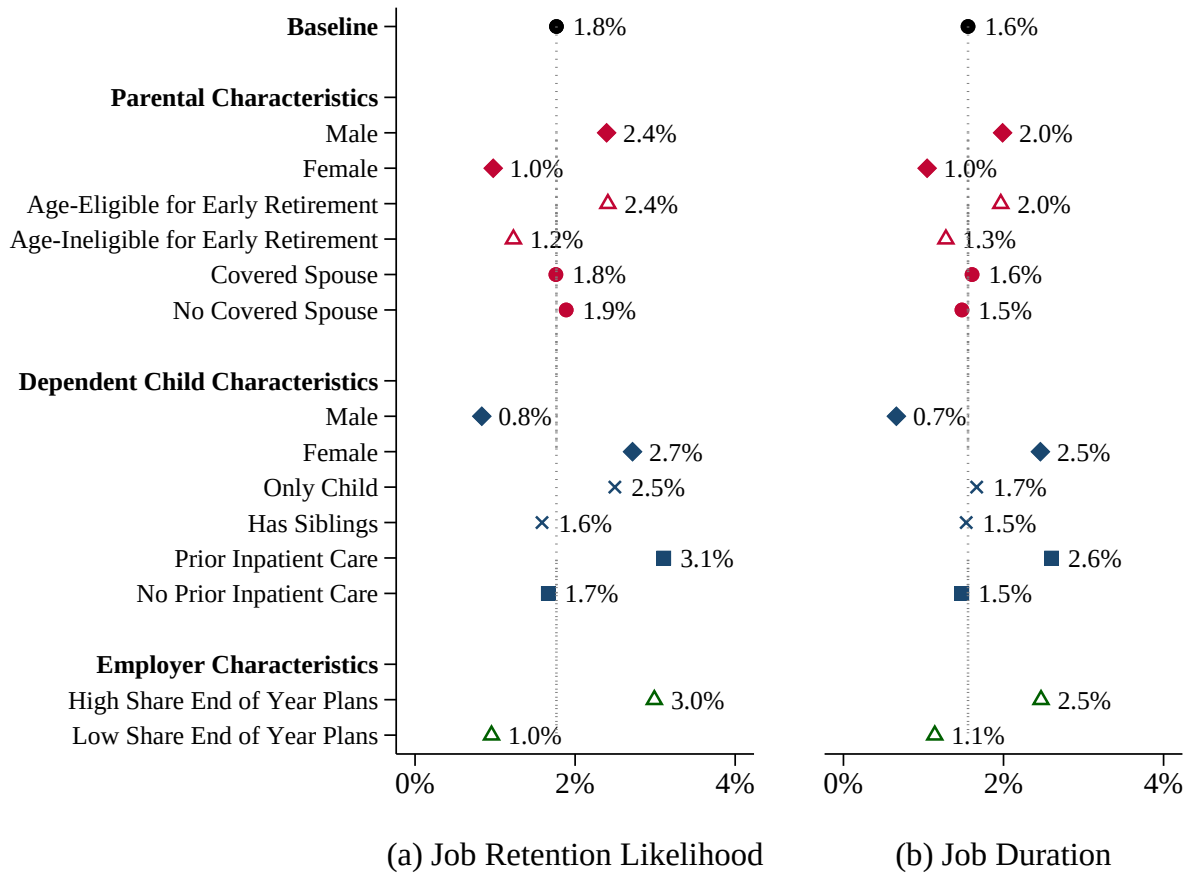 Baseline 1.8% 1.6%
Parental Characteristics
Male 2.4% 2.0%
Female 1.0% 1.0%
Age-Eligible for Early Retirement 2.4% 2.0%
Age-Ineligible for Early Retirement 1.2% 1.3%
Covered Spouse 1.8% 1.6%
No Covered Spouse 1.9% 1.5%
Dependent Child Characteristics
Male 0.8% 0.7%
Female 2.7% 2.5%
Only Child 2.5% 1.7%
Has Siblings 1.6% 1.5%
Prior Inpatient Care 3.1% 2.6%
No Prior Inpatient Care 1.7% 1.5%
Employer Characteristics
High Share End of Year Plans 3.0% 2.5%
Low Share End of Year Plans 1.0% 1.1%
0% 2% 4% 0% 2% 4%
(a) Job Retention Likelihood (b) Job Duration